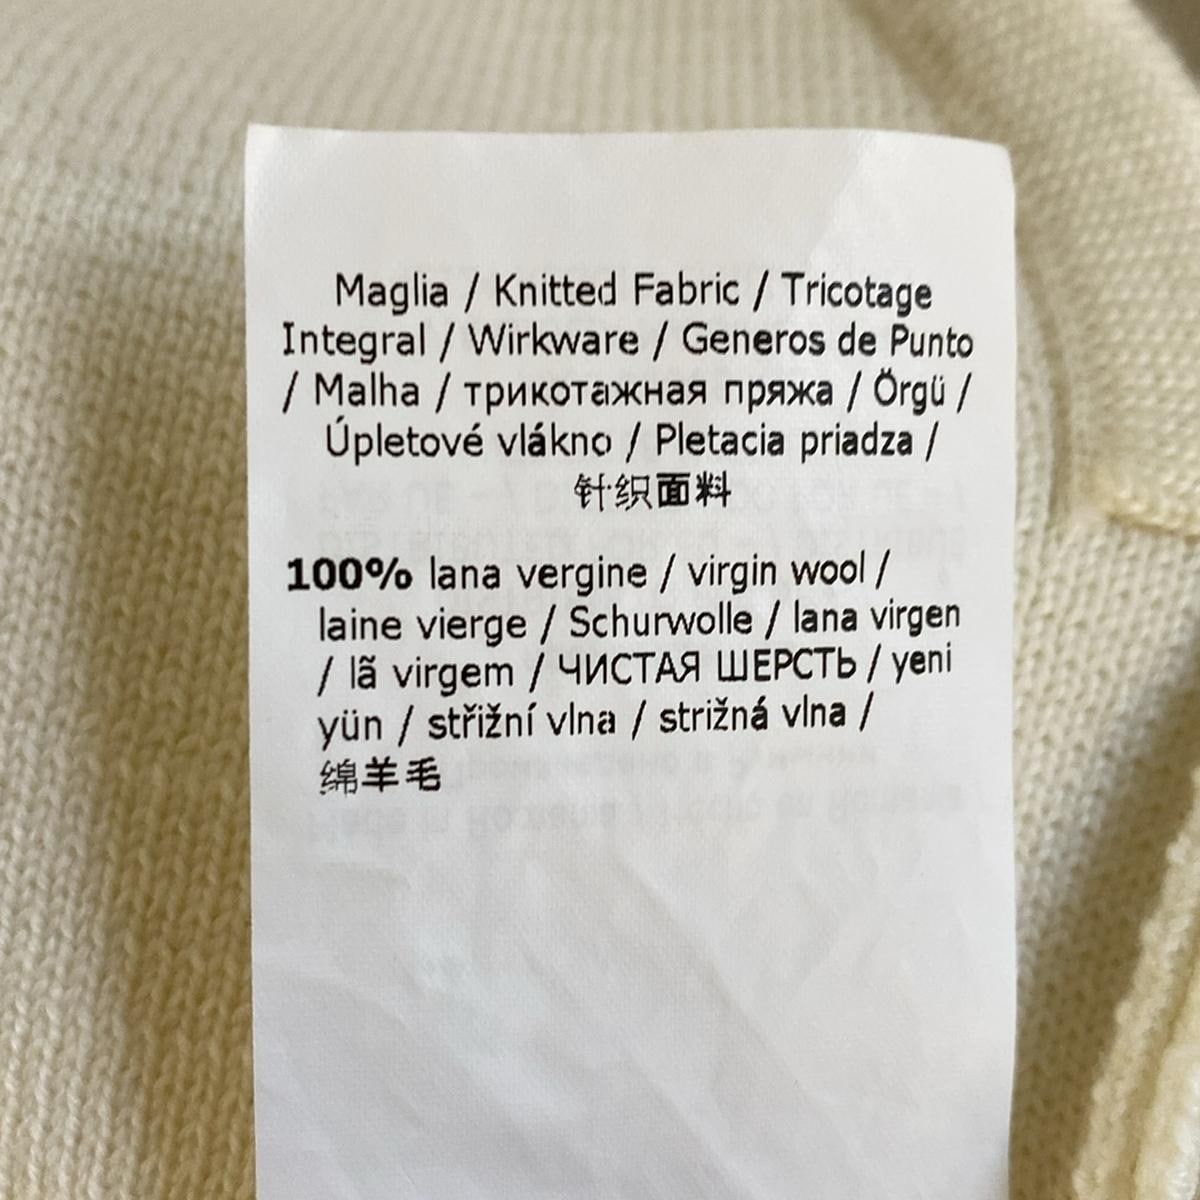 Maglia / Knitted Fabric / Tricotage
Integral / Wirkware / Generos de Punto
/ Malha / трикотажная пряжа / Örgü /
Úpletové vlákno / Pletacia priadza /
针织面料
100% lana vergine / virgin wool /
laine vierge / Schurwolle / lana virgen
/ lã virgem / ЧИСТАЯ ШЕРСТЬ / yeni
yün / střižní vlna / strižná vlna /
绵羊毛